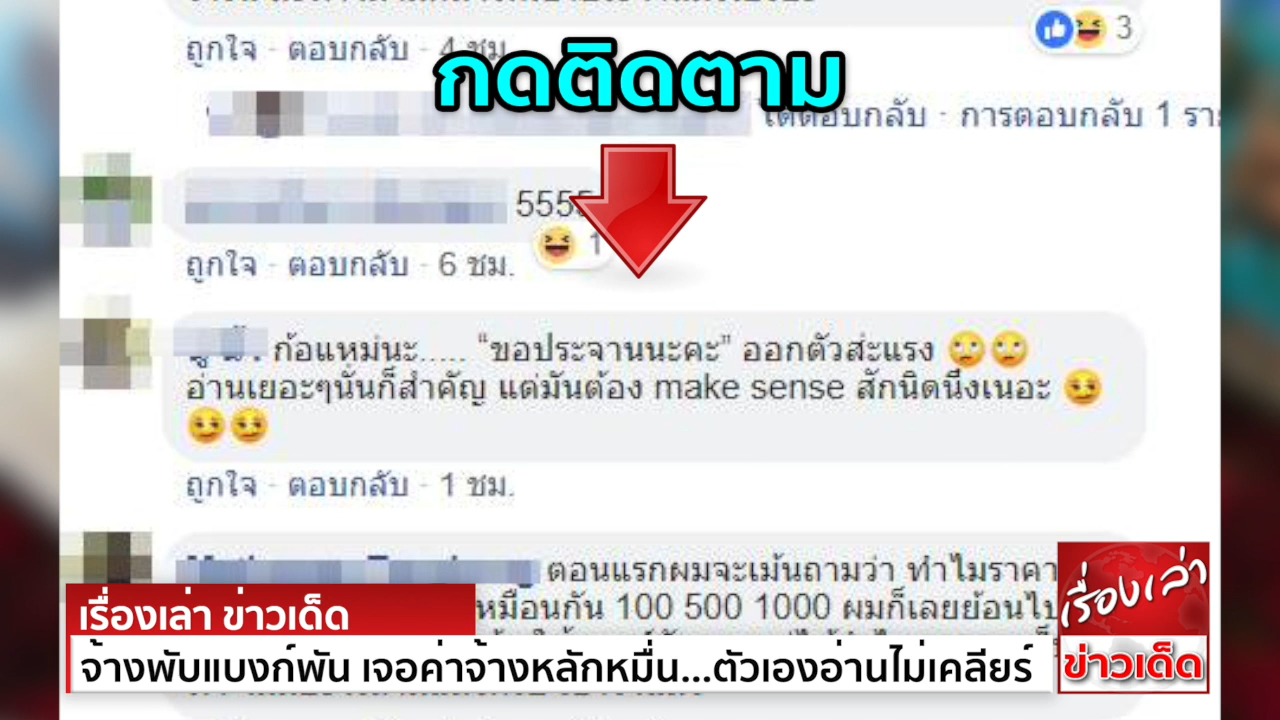 ถูกใจ · ตอบกลับ · 4 ชม.
3
กดติดตาม
ได้ตอบกลับ · การตอบกลับ 1
5555
1
ถูกใจ · ตอบกลับ · 6 ชม.
ก้อแหม่นะ..... “ขอประจานนะคะ” ออกตัวส่ะแรง 🙄🙄
อ่านเยอะๆนั่นก็สำคัญ แต่มันต้อง make sense สักนิดนึงเนอะ 🥴
🥴🥴
ถูกใจ · ตอบกลับ · 1 ชม.
ตอนแรกผมจะเม้นถามว่า ทำไมราคา
หมือนกัน 100 500 1000 ผมก็เลยย้อนไป
เรื่องเล่า ข่าวเด็ด
จ้างพับแบงก์พัน เจอค่าจ้างหลักหมื่น...ตัวเองอ่านไม่เคลียร์
เรื่องเล่า
ข่าวเด็ด